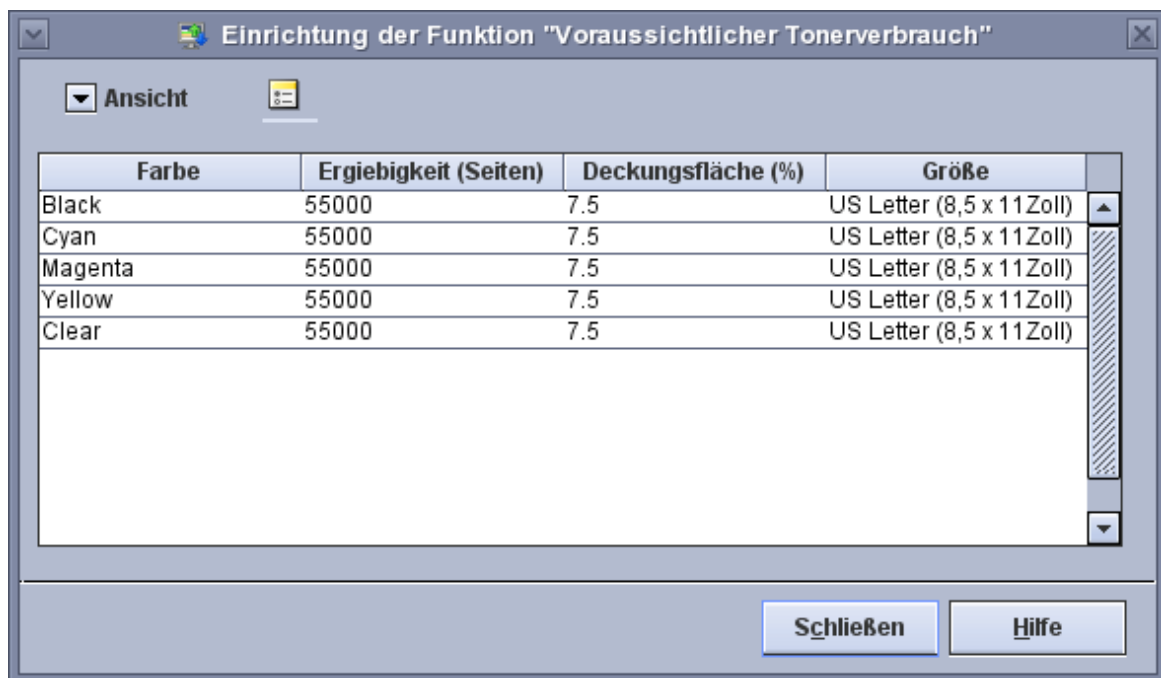 Einrichtung der Funktion "Voraussichtlicher Tonerverbrauch"
Ansicht
Farbe Ergiebigkeit (Seiten) Deckungsfläche (%) Größe
Black 55000 7.5 US Letter (8,5 x 11Zoll)
Cyan 55000 7.5 US Letter (8,5 x 11Zoll)
Magenta 55000 7.5 US Letter (8,5 x 11Zoll)
Yellow 55000 7.5 US Letter (8,5 x 11Zoll)
Clear 55000 7.5 US Letter (8,5 x 11Zoll)
Schließen Hilfe